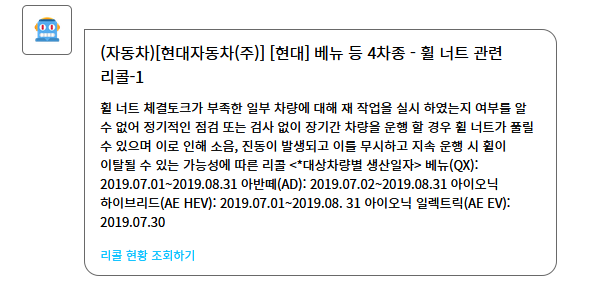 (자동차)[현대자동차(주)] [현대] 베뉴 등 4차종 - 휠 너트 관련
리콜-1
휠 너트 체결토크가 부족한 일부 차량에 대해 재 작업을 실시 하였는지 여부를 알
수 없어 정기적인 점검 또는 검사 없이 장기간 차량을 운행 할 경우 휠 너트가 풀릴
수 있으며 이로 인해 소음, 진동이 발생되고 이를 무시하고 지속 운행 시 휠이
이탈될 수 있는 가능성에 따른 리콜 <*대상차량별 생산일자> 베뉴(QX):
2019.07.01~2019.08.31 아반떼(AD): 2019.07.02~2019.08.31 아이오닉
하이브리드(AE HEV): 2019.07.01~2019.08. 31 아이오닉 일렉트릭(AE EV):
2019.07.30
리콜 현황 조회하기